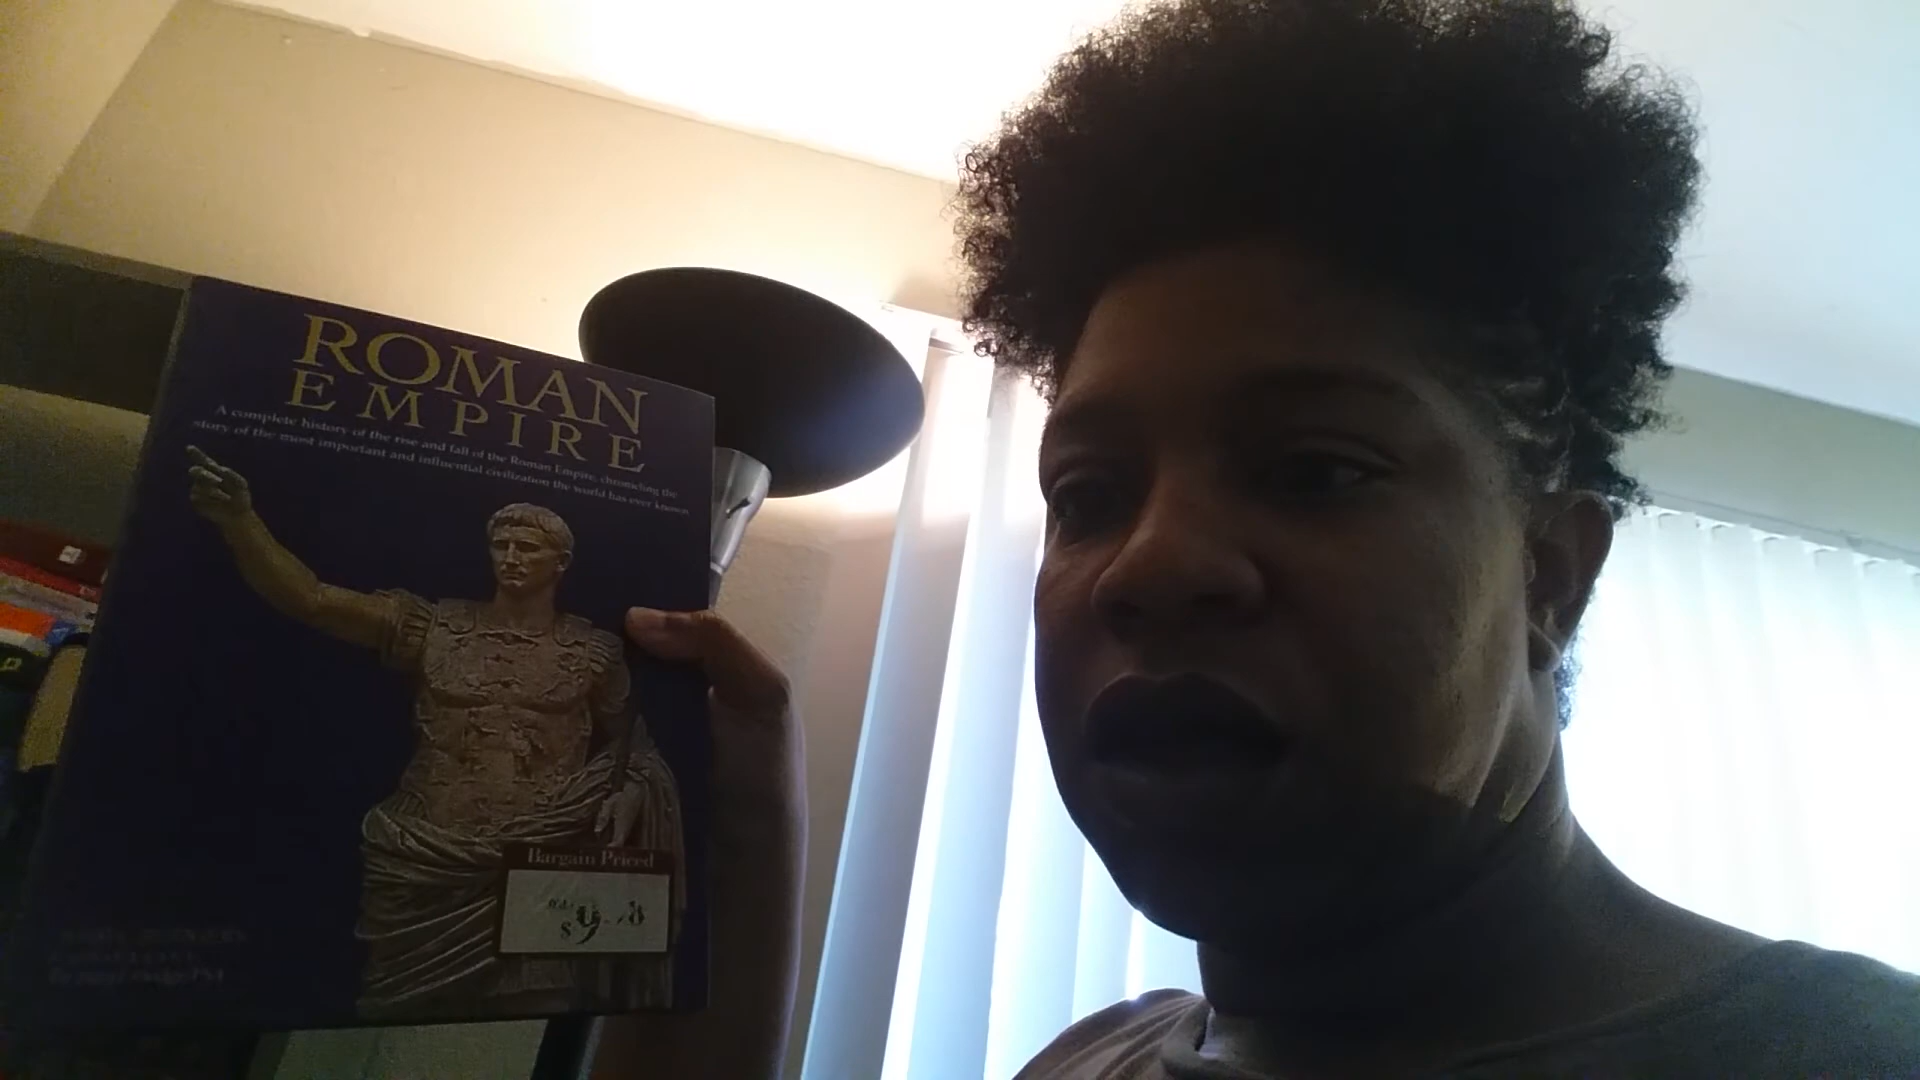 ROMAN
EMPIRE
A complete history of the rise and fall of the Roman Empire, chronicling the
story of the most important and influential civilization the world has ever known
Bargain Priced